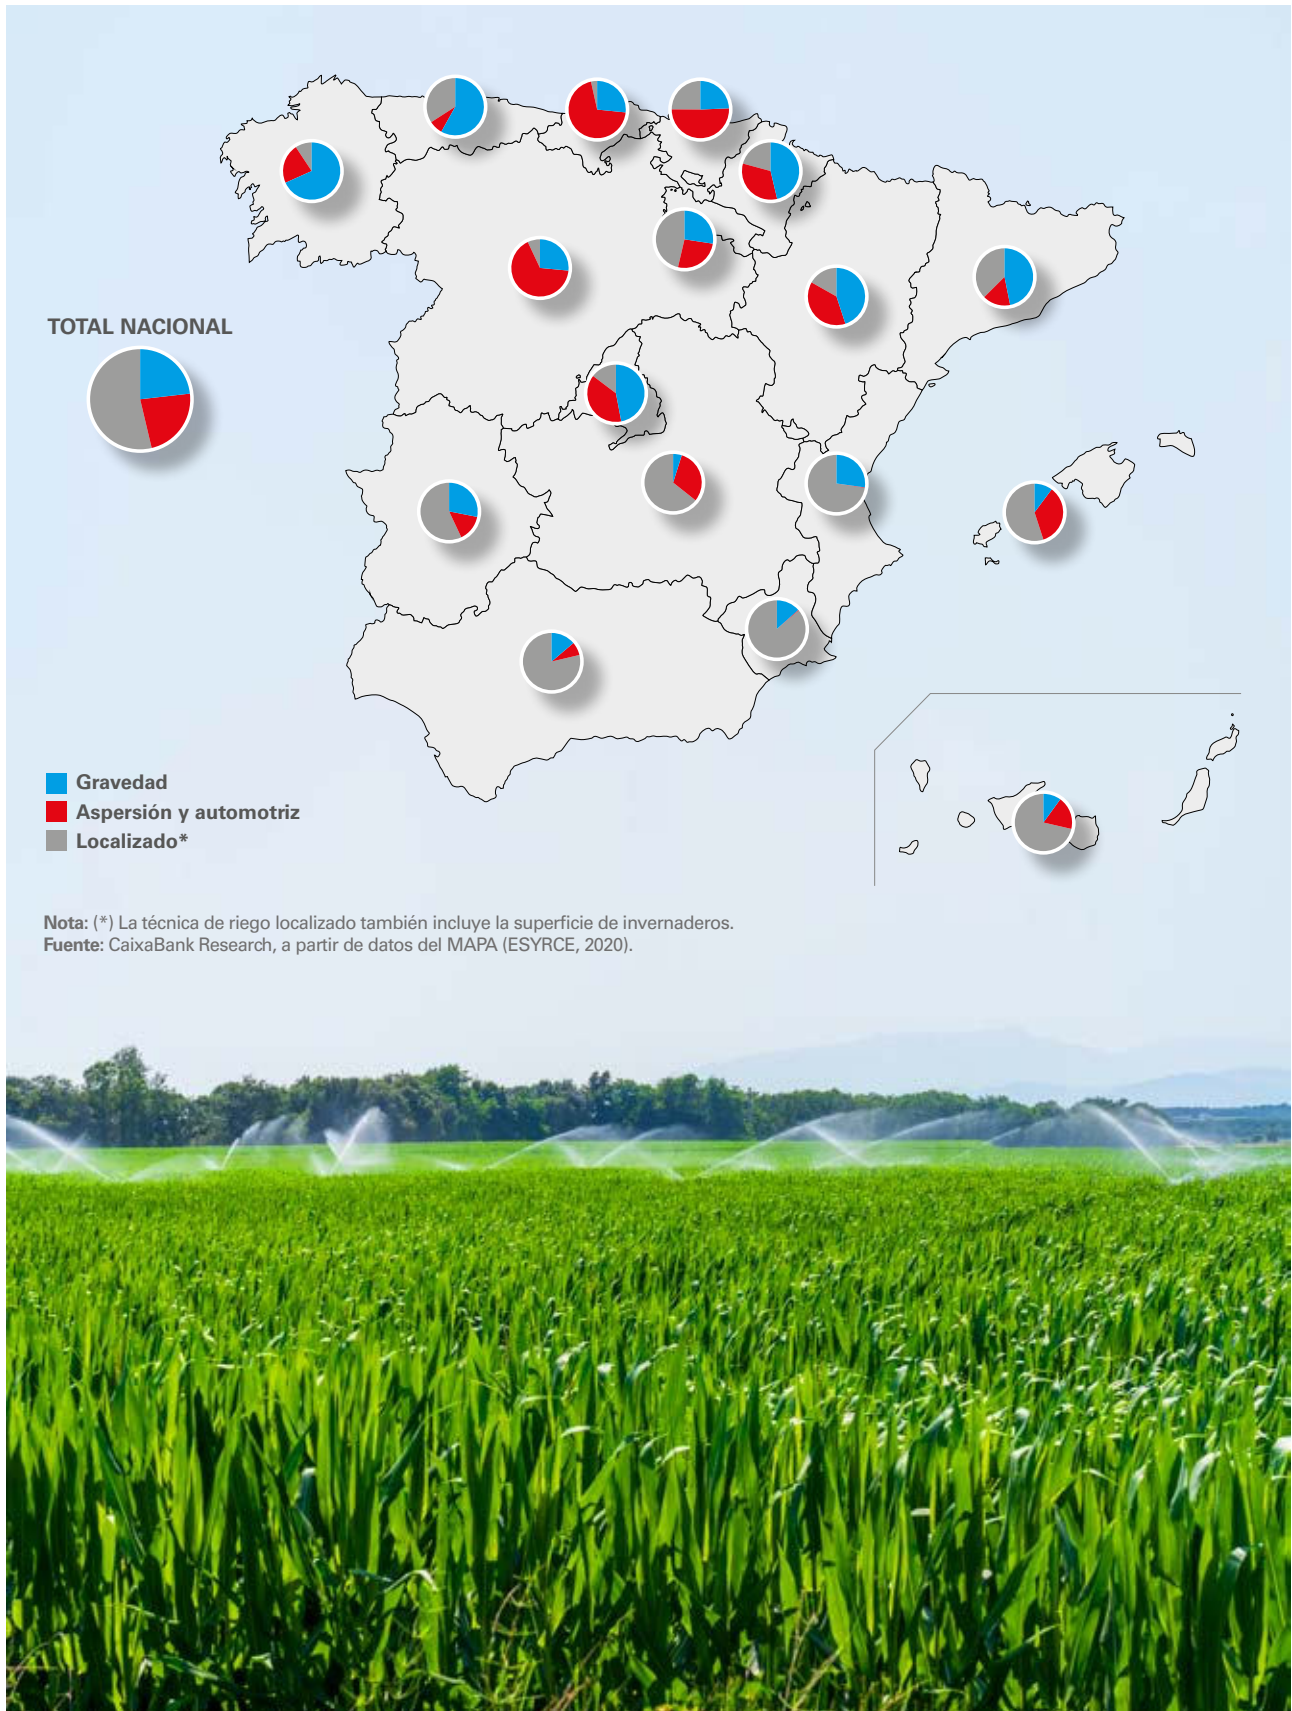 TOTAL NACIONAL
Gravedad
Aspersión y automotriz
Localizado*
Nota: (*) La técnica de riego localizado también incluye la superficie de invernaderos.
Fuente: CaixaBank Research, a partir de datos del MAPA (ESYRCE, 2020).